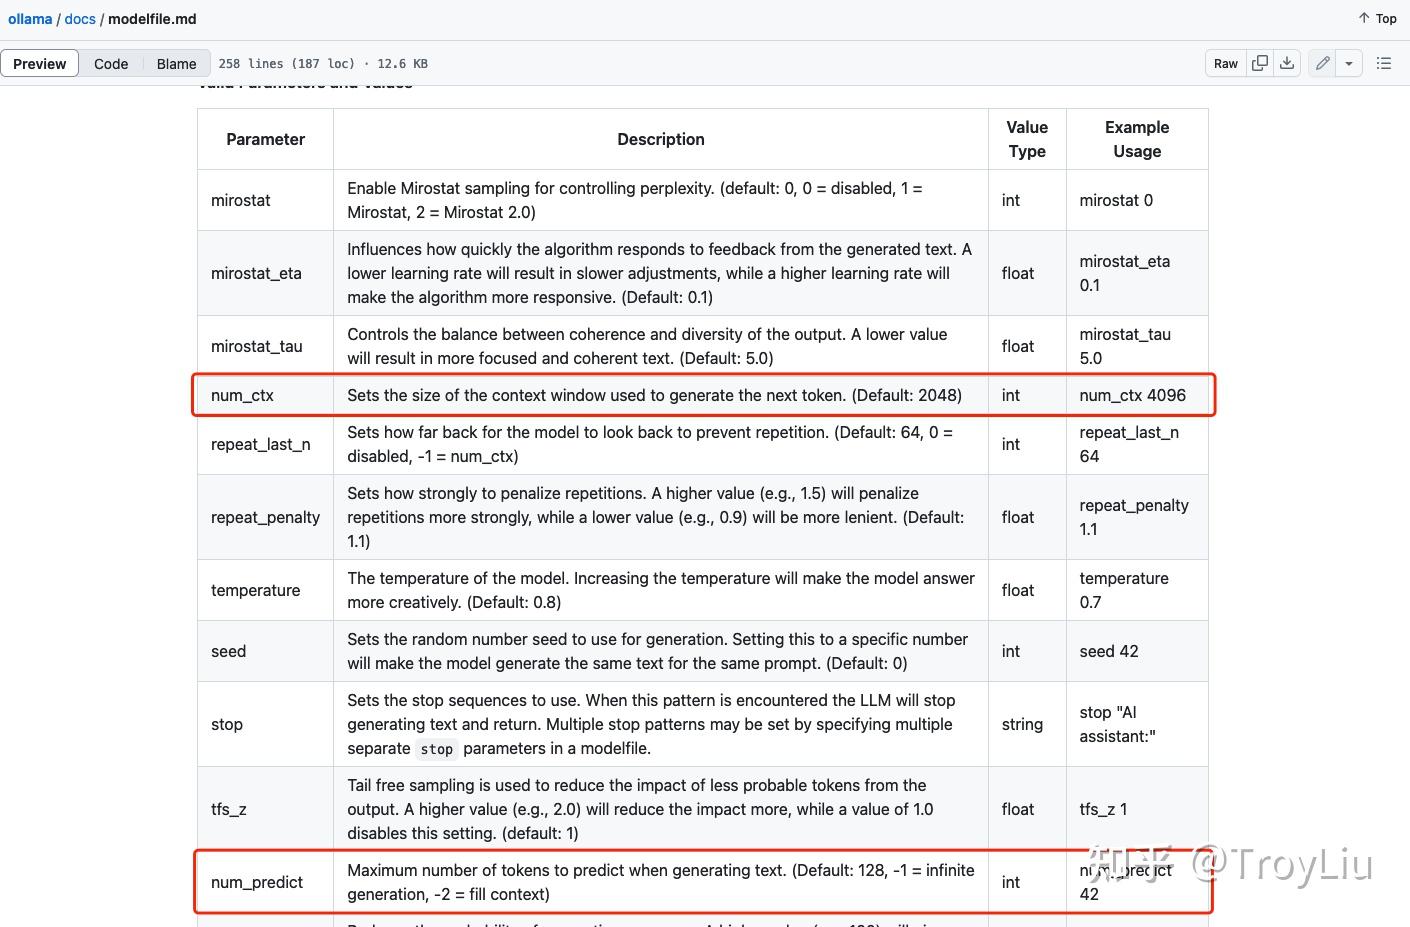 ollama / docs / modelfile.md
Top
Preview Code Blame 258 lines (187 loc) · 12.6 KB
Raw
Valid Parameters and Values
Parameter
Description
Value
Type
Example
Usage
mirostat
Enable Mirostat sampling for controlling perplexity. (default: 0, 0 = disabled, 1 =
Mirostat, 2 = Mirostat 2.0)
int
mirostat 0
mirostat_eta
Influences how quickly the algorithm responds to feedback from the generated text. A
lower learning rate will result in slower adjustments, while a higher learning rate will
make the algorithm more responsive. (Default: 0.1)
float
mirostat_eta
0.1
mirostat_tau
Controls the balance between coherence and diversity of the output. A lower value
will result in more focused and coherent text. (Default: 5.0)
float
mirostat_tau
5.0
num_ctx
Sets the size of the context window used to generate the next token. (Default: 2048)
int
num_ctx 4096
repeat_last_n
Sets how far back for the model to look back to prevent repetition. (Default: 64, 0 =
disabled, -1 = num_ctx)
int
repeat_last_n
64
repeat_penalty
Sets how strongly to penalize repetitions. A higher value (e.g., 1.5) will penalize
repetitions more strongly, while a lower value (e.g., 0.9) will be more lenient. (Default:
1.1)
float
repeat_penalty
1.1
temperature
The temperature of the model. Increasing the temperature will make the model answer
more creatively. (Default: 0.8)
float
temperature
0.7
seed
Sets the random number seed to use for generation. Setting this to a specific number
will make the model generate the same text for the same prompt. (Default: 0)
int
seed 42
stop
Sets the stop sequences to use. When this pattern is encountered the LLM will stop
generating text and return. Multiple stop patterns may be set by specifying multiple
separate stop parameters in a modelfile.
string
stop "AI
assistant:"
tfs_z
Tail free sampling is used to reduce the impact of less probable tokens from the
output. A higher value (e.g., 2.0) will reduce the impact more, while a value of 1.0
disables this setting. (default: 1)
float
tfs_z 1
num_predict
Maximum number of tokens to predict when generating text. (Default: 128, -1 = infinite
generation, -2 = fill context)
int
num_predict
42
知乎 @TroyLiu